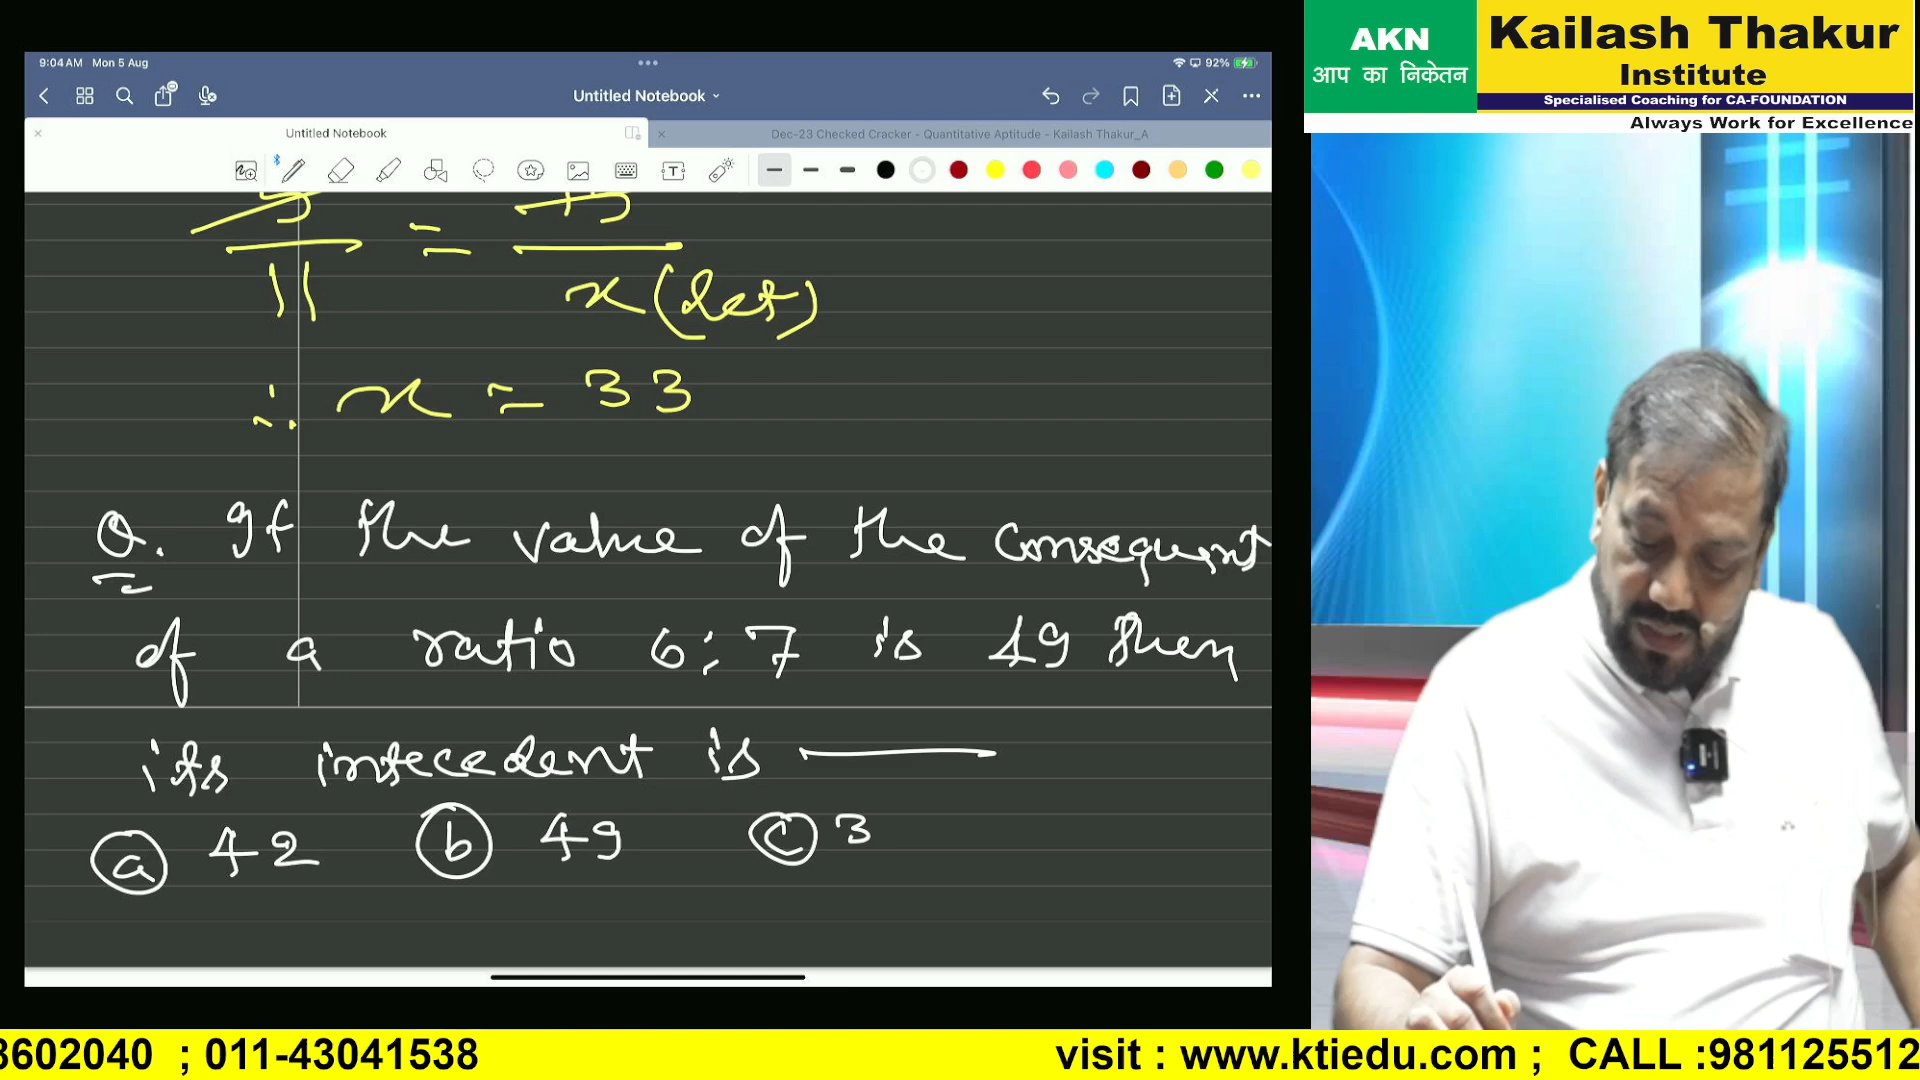 AKN
आप का निकेतन
Kailash Thakur
Institute
Specialised Coaching for CA-FOUNDATION
Always Work for Excellence
9:04 AM Mon 5 Aug
92%
Untitled Notebook
Untitled Notebook
Dec-23 Checked Cracker - Quantitative Aptitude - Kailash Thakur_A
11 = x (let)
∴ x = 33
Q. If the value of the consequent
of a ratio 6:7 is 49 then
its intecedent is ———
(a) 42 (b) 49 (c) 3
3602040 ; 011-43041538
visit : www.ktiedu.com ; CALL :981125512